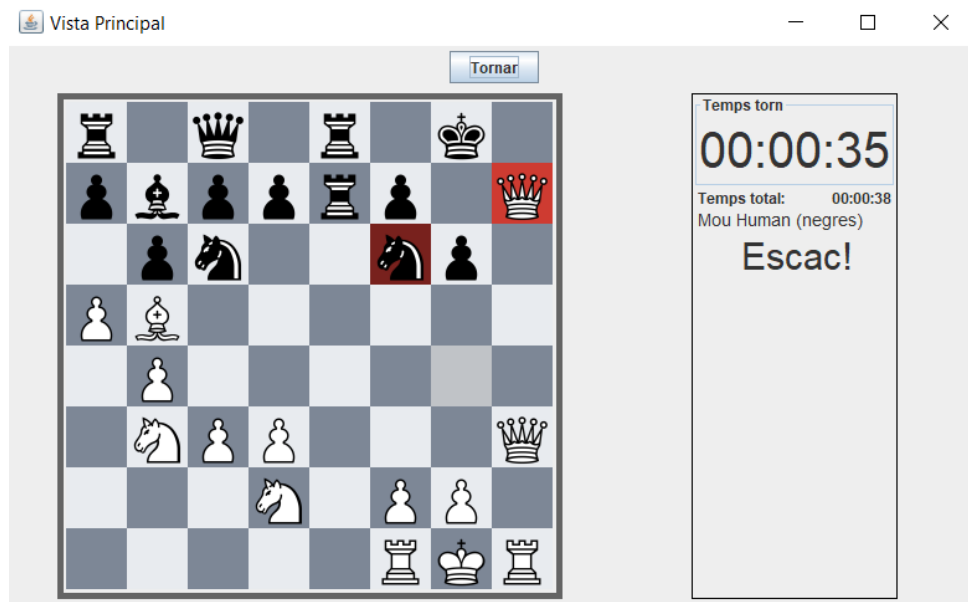 Vista Principal
Tornar
Temps torn
00:00:35
Temps total: 00:00:38
Mou Human (negres)
Escac!